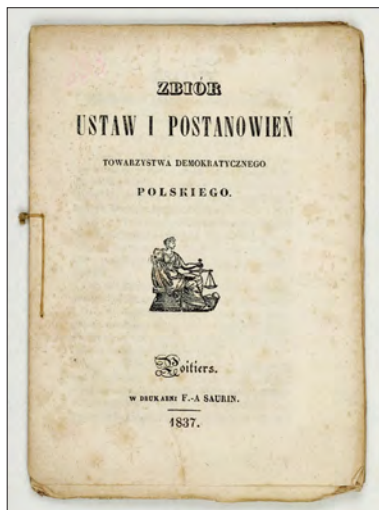 ZBIÓR
USTAW I POSTANOWIEŃ
TOWARZYSTWA DEMOKRATYCZNEGO
POLSKIEGO.
Poitiers.
W DRUKARNI F.-A SAURIN.
1837.